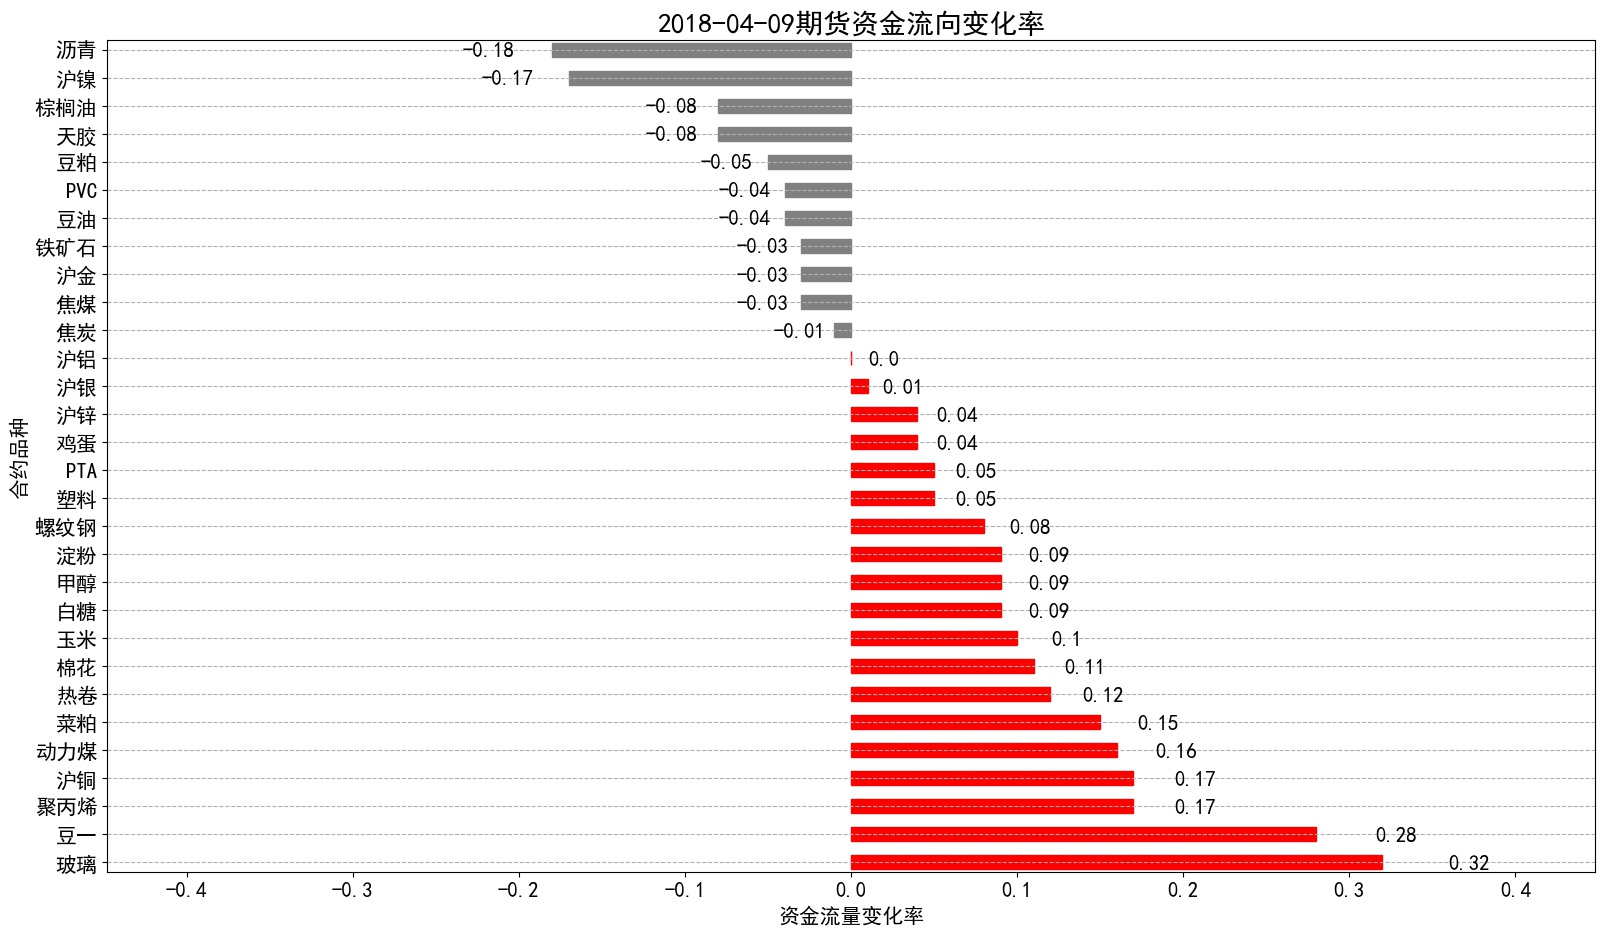 2018-04-09期货资金流向变化率
合约品种
沥青 -0.18
沪镍 -0.17
棕榈油 -0.08
天胶 -0.08
豆粕 -0.05
PVC -0.04
豆油 -0.04
铁矿石 -0.03
沪金 -0.03
焦煤 -0.03
焦炭 -0.01
沪铝 0.0
沪银 0.01
沪锌 0.04
鸡蛋 0.04
PTA 0.05
塑料 0.05
螺纹钢 0.08
淀粉 0.09
甲醇 0.09
白糖 0.09
玉米 0.1
棉花 0.11
热卷 0.12
菜粕 0.15
动力煤 0.16
沪铜 0.17
聚丙烯 0.17
豆一 0.28
玻璃 0.32
-0.4 -0.3 -0.2 -0.1 0.0 0.1 0.2 0.3 0.4
资金流量变化率